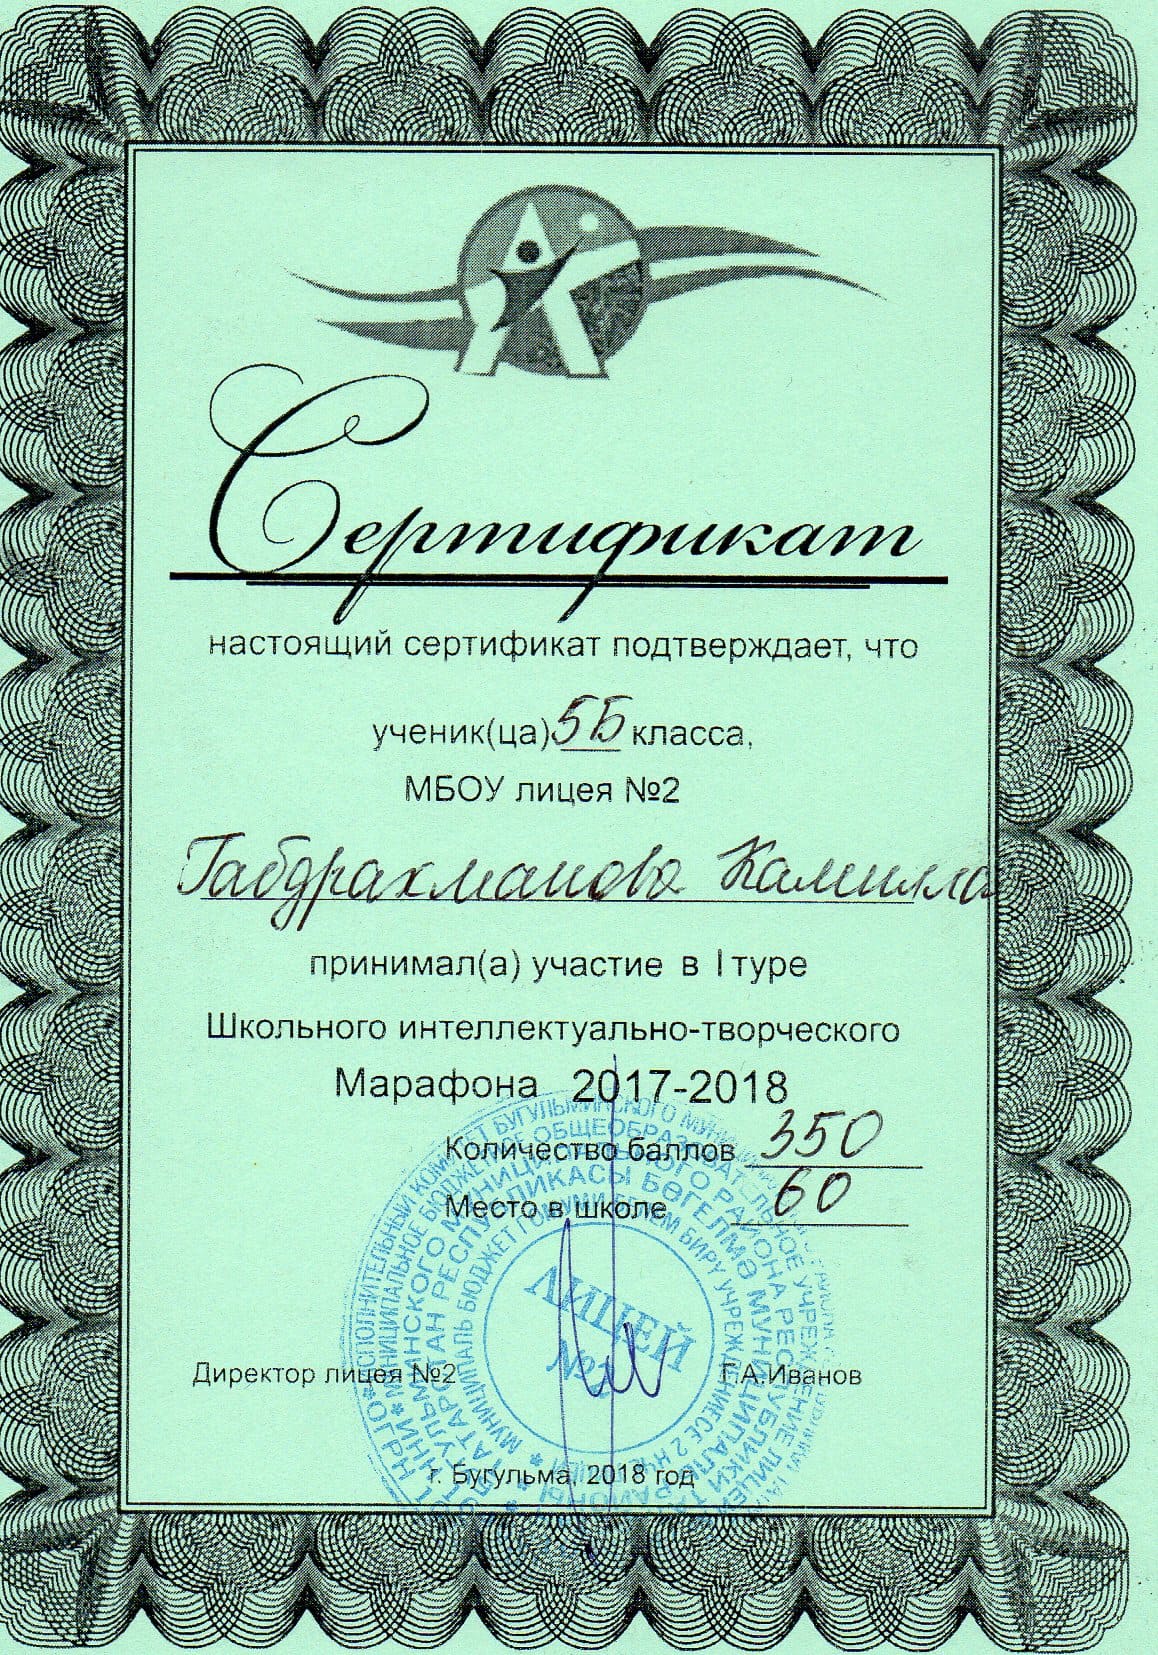 Сертификат
настоящий сертификат подтверждает, что
ученик(ца) 5Б класса,
МБОУ лицея №2
Габдрахманова Камилла
принимал(а) участие в I туре
Школьного интеллектуально-творческого
Марафона 2017-2018
Количество баллов 350
Место в школе 60
ЛИЦЕЙ
№2
Директор лицея №2 Г.А.Иванов
г. Бугульма, 2018 год